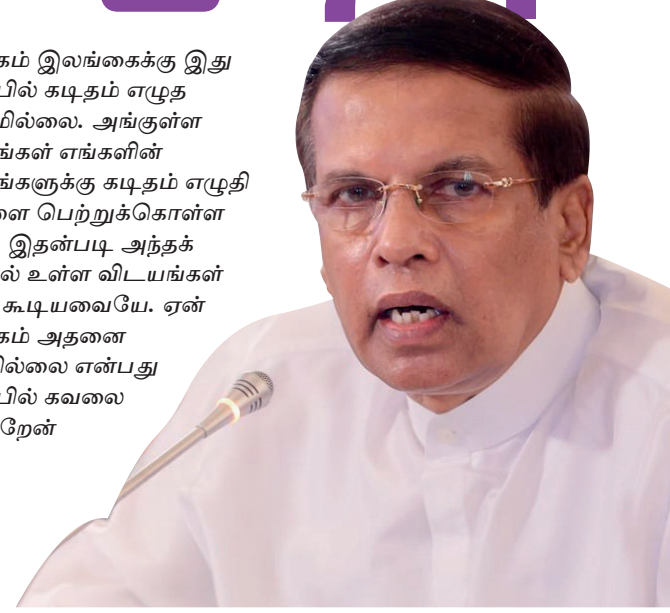 கம் இலங்கைக்கு இது
பில் கடிதம் எழுத
மில்லை. அங்குள்ள
ங்கள் எங்களின்
ங்களுக்கு கடிதம் எழுதி
ளை பெற்றுக்கொள்ள
இதன்படி அந்தக்
ல் உள்ள விடயங்கள்
கூடியவையே. ஏன்
கம் அதனை
ில்லை என்பது
பில் கவலை
றேன்